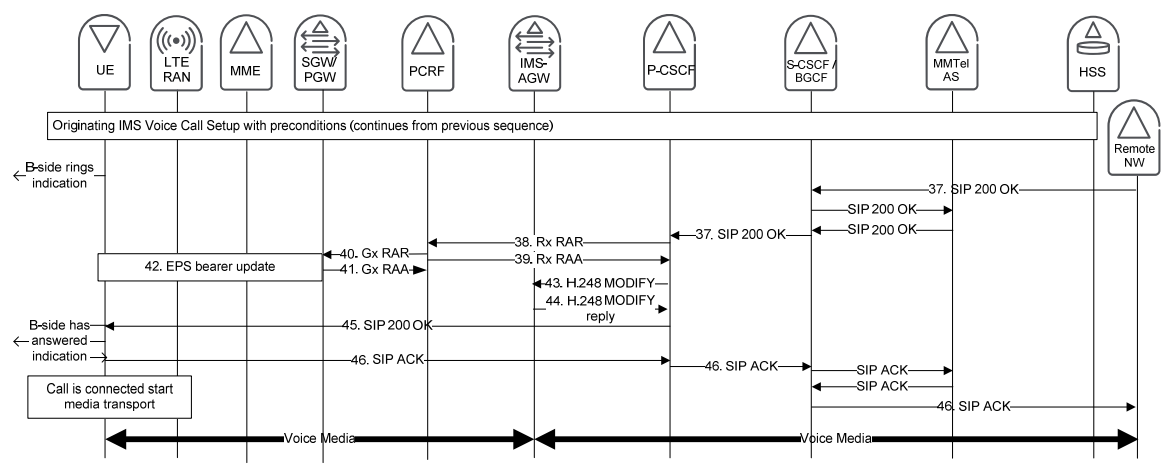 UE
LTE
RAN
MME
SGW/
PGW
PCRF
IMS-
AGW
P-CSCF
S-CSCF /
BGCF
MMTel
AS
HSS
Originating IMS Voice Call Setup with preconditions (continues from previous sequence)
Remote
NW
B-side rings
indication
37. SIP 200 OK
SIP 200 OK
SIP 200 OK
37. SIP 200 OK
38. Rx RAR
40. Gx RAR
39. Rx RAA
42. EPS bearer update
41. Gx RAA
43. H.248 MODIFY
44. H.248 MODIFY
reply
B-side has
answered
indication
45. SIP 200 OK
46. SIP ACK
46. SIP ACK
SIP ACK
SIP ACK
46. SIP ACK
Call is connected start
media transport
Voice Media
Voice Media